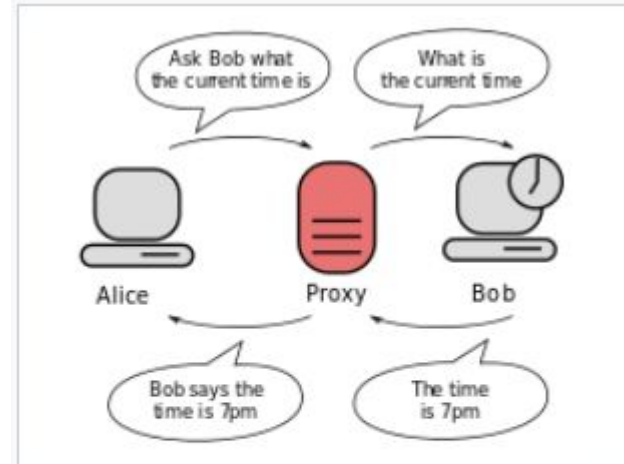 Ask Bob what
the current time is
What is
the current time
Alice
Proxy
Bob
Bob says the
time is 7pm
The time
is 7pm